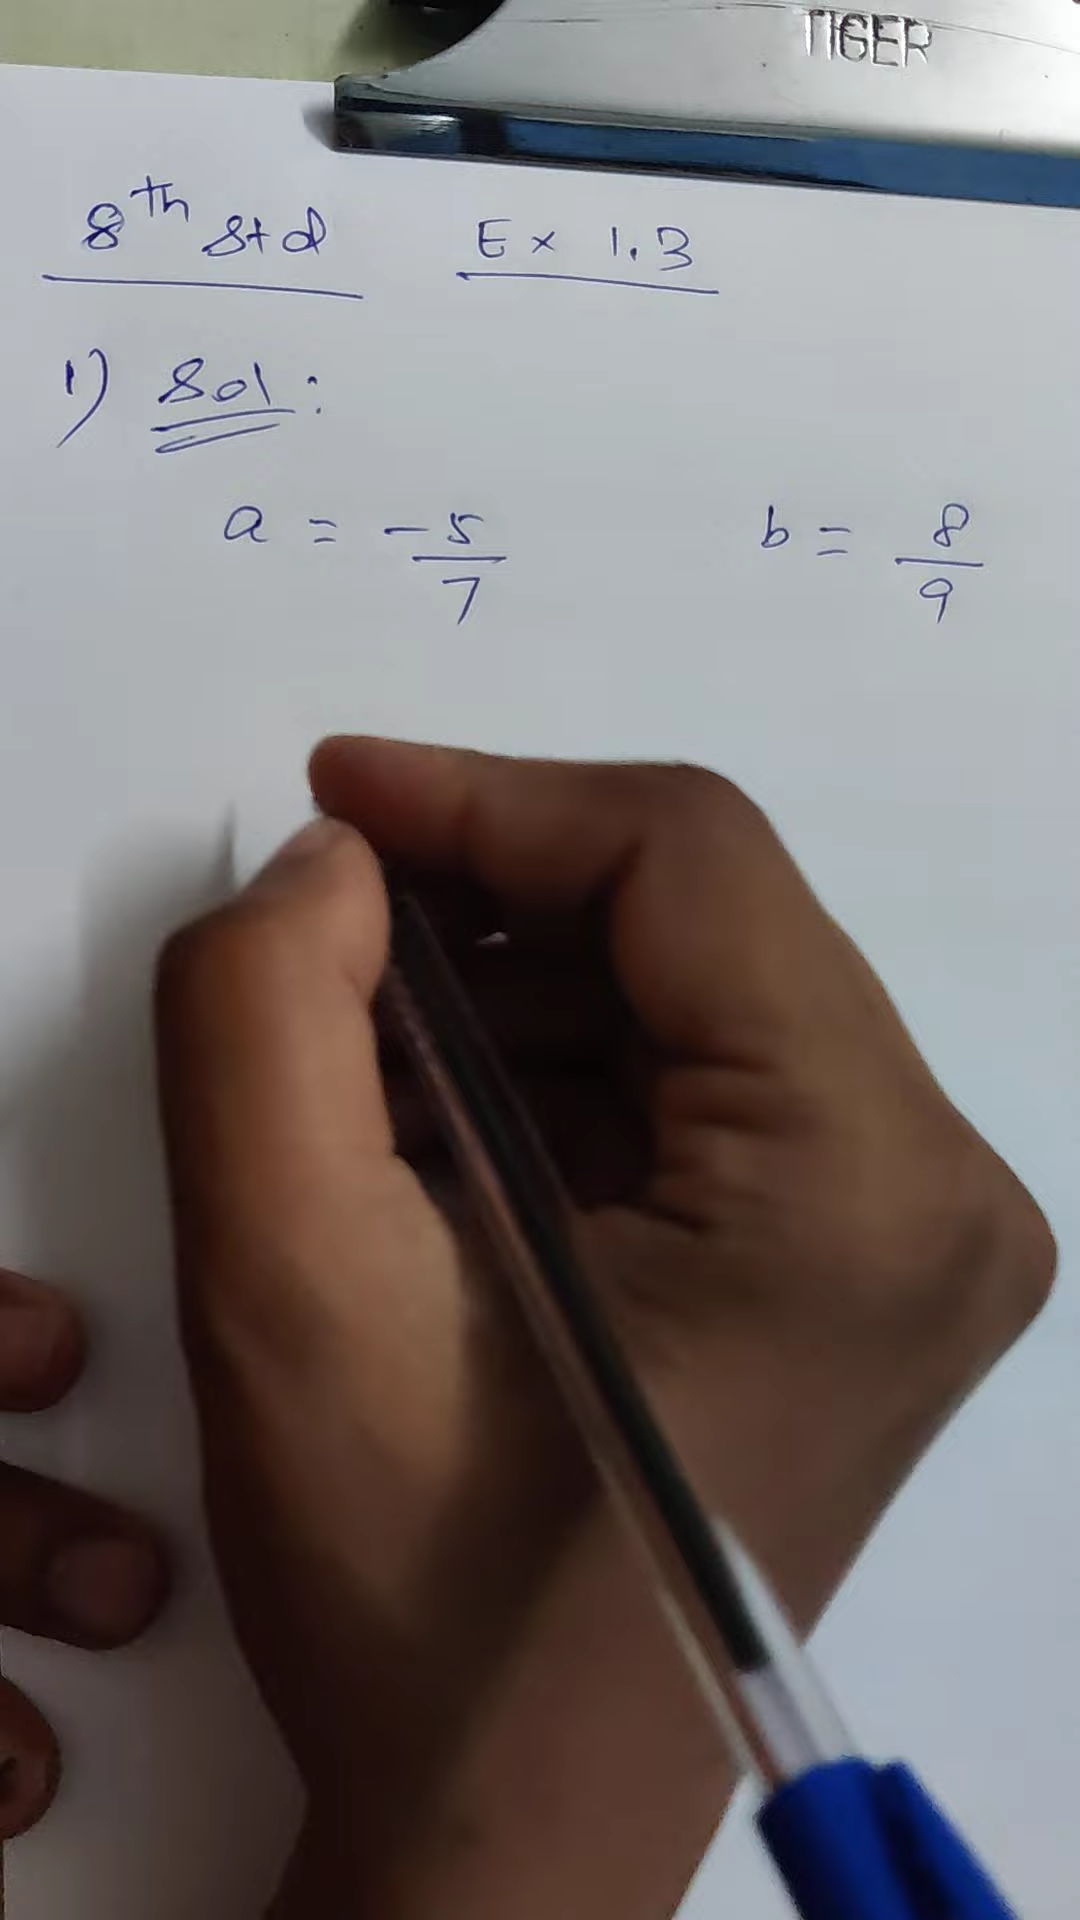 TIGER
8th std Ex 1.3
1) Sol:
a = -5/7 b = 8/9